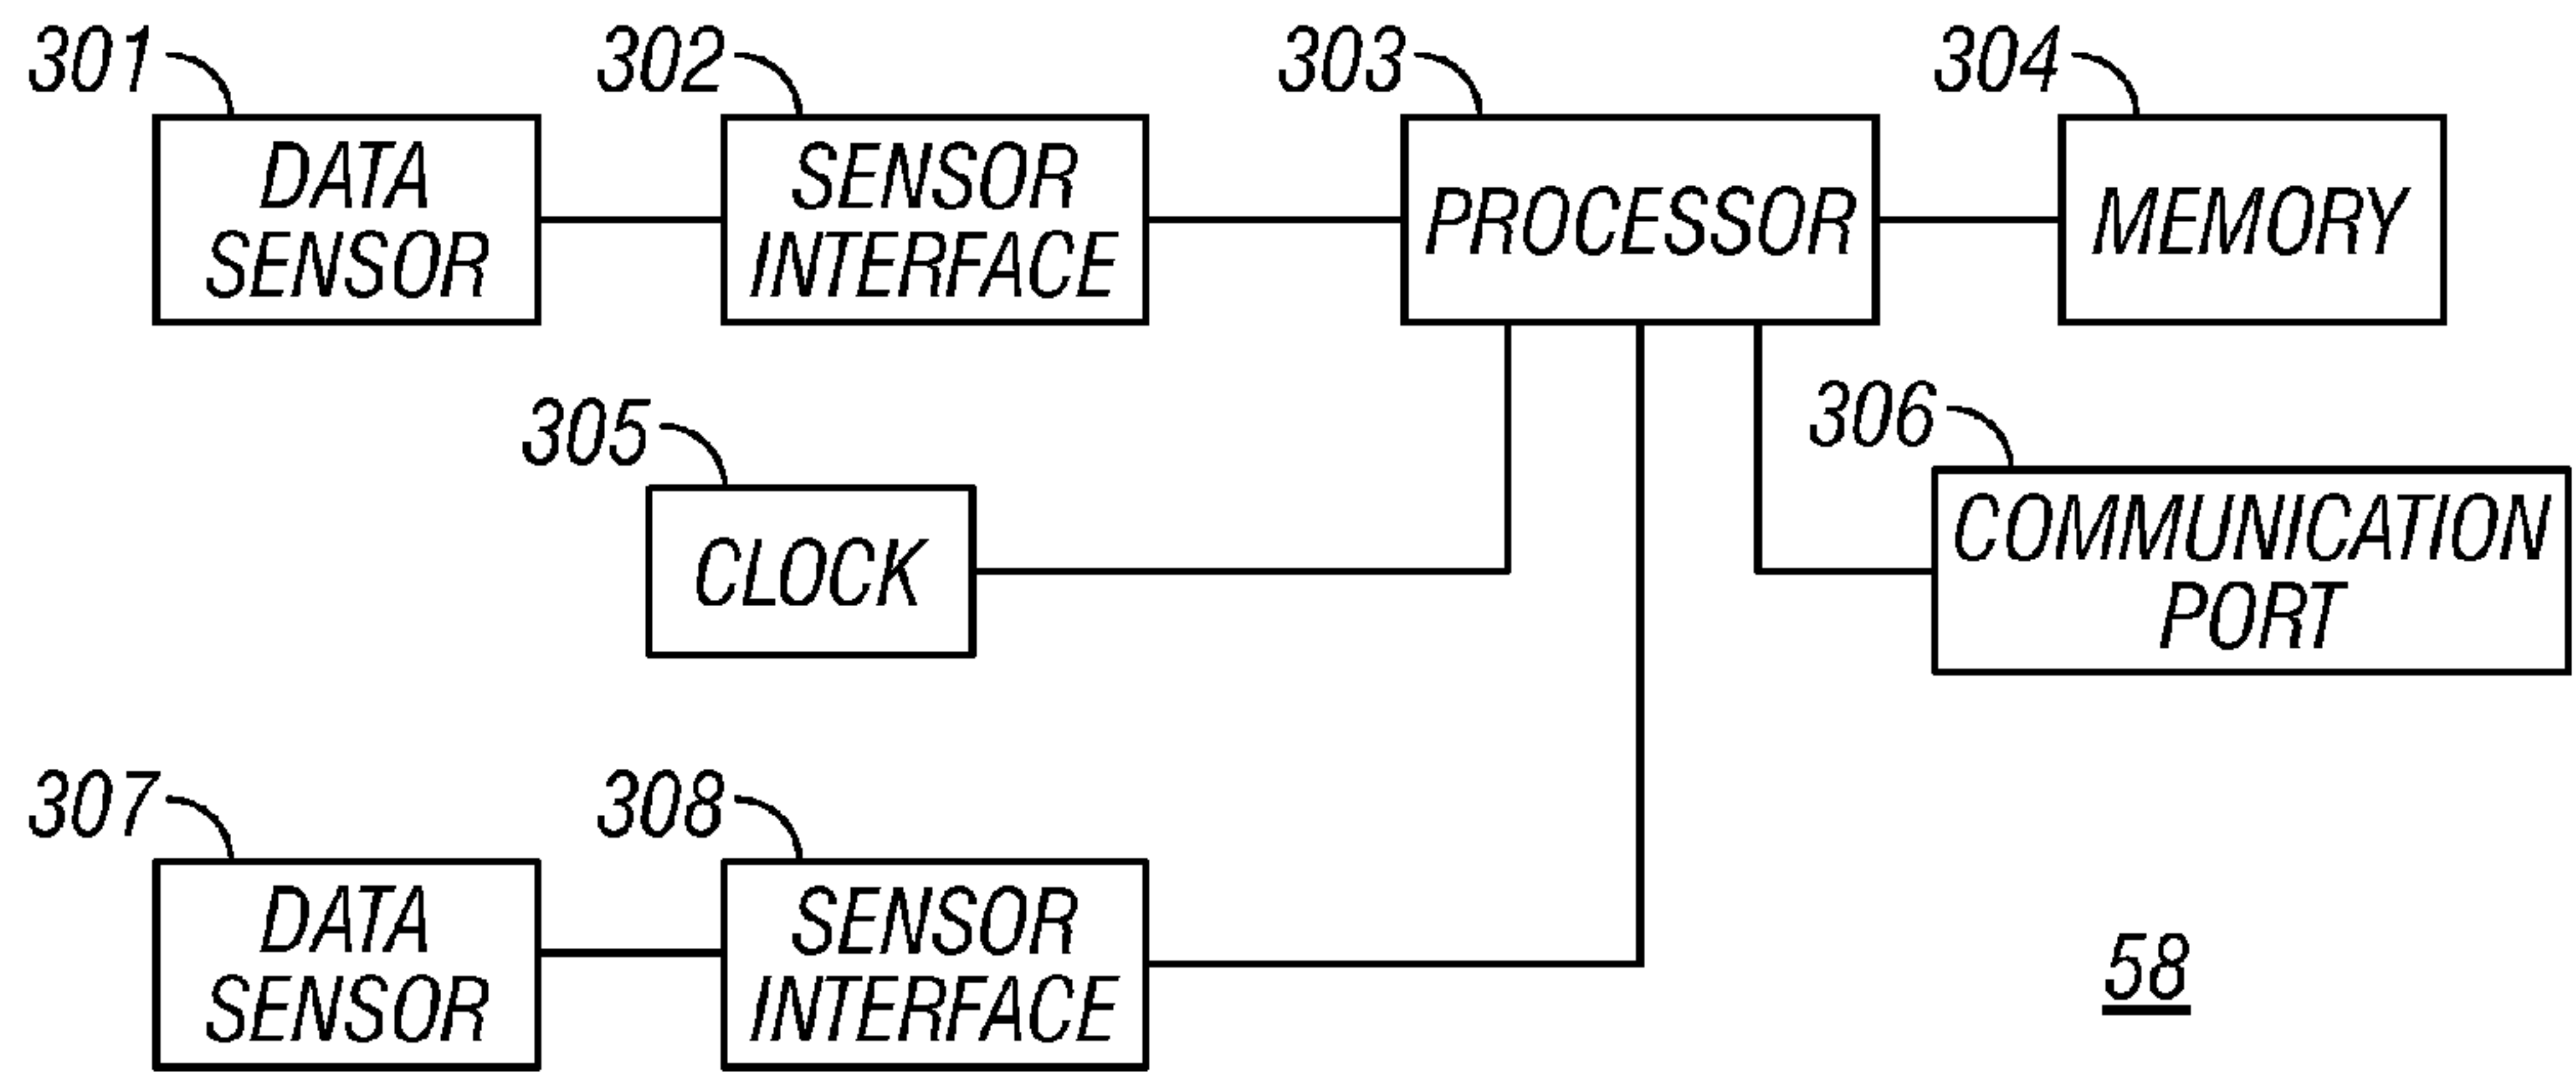 301
302
303
304
DATA
SENSOR
SENSOR
INTERFACE
PROCESSOR
MEMORY
305
306
CLOCK
COMMUNICATION
PORT
307
308
DATA
SENSOR
SENSOR
INTERFACE
58